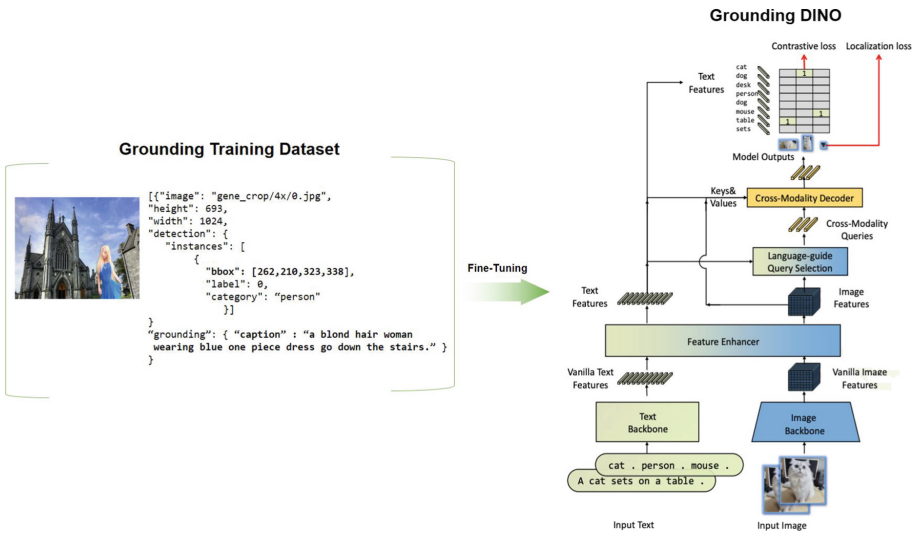 Grounding DINO
Contrastive loss
Localization loss
cat
dog
desk
person
dog
mouse
table
sets
1
1
1
Text
Features
Model Outputs
Grounding Training Dataset
[{"image": "gene_crop/4x/0.jpg",
"height": 693,
"width": 1024,
"detection": {
"instances": [
{
"bbox": [262,210,323,338],
"label": 0,
"category": “person"
}]
}
“grounding": { “caption” : “a blond hair woman
wearing blue one piece dress go down the stairs.” }
}
Fine-Tuning
Keys&
Values
Cross-Modality Decoder
Cross-Modality
Queries
Language-guide
Query Selection
Text
Features
Image
Features
Feature Enhancer
Vanilla Text
Features
Vanilla Image
Features
Text
Backbone
Image
Backbone
cat . person . mouse .
A cat sets on a table .
Input Text
Input Image